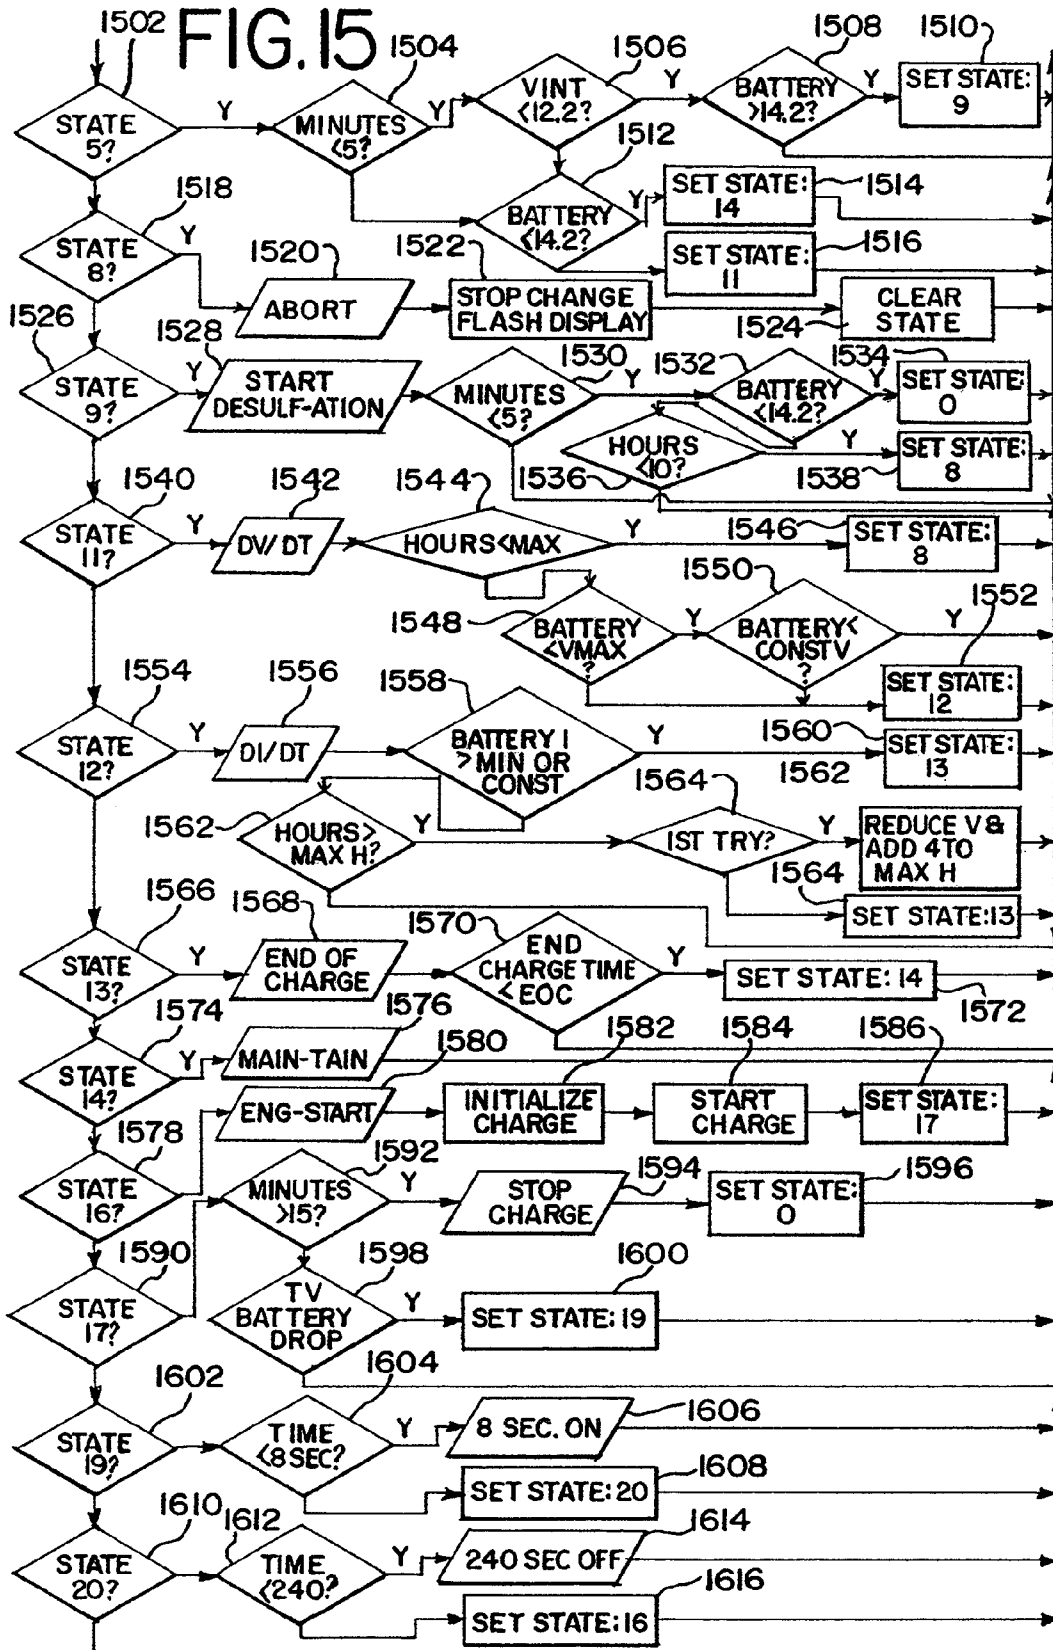 FIG. 15
1502
1504
1506
1508
1510
STATE
5?
Y
MINUTES
<5?
Y
VINT
<12.2?
Y
BATTERY
>14.2?
Y
SET STATE:
9
1512
BATTERY
<14.2?
Y
SET STATE:
14
1514
SET STATE:
11
1516
1518
STATE
8?
Y
1520
ABORT
1522
STOP CHANGE
FLASH DISPLAY
1524
CLEAR
STATE
1526
STATE
9?
Y
1528
START
DESULF-ATION
1530
MINUTES
<5?
Y
1532
BATTERY
<14.2?
Y
1534
SET STATE:
0
HOURS
<10?
1536
Y
1538
SET STATE:
8
1540
STATE
11?
Y
1542
DV/DT
1544
HOURS<MAX
Y
1546
SET STATE:
8
1548
BATTERY
<VMAX
?
Y
1550
BATTERY<
CONSTV
?
Y
1552
SET STATE:
12
1554
STATE
12?
Y
1556
DI/DT
1558
BATTERY I
>MIN OR
CONST
Y
1560
1562
SET STATE:
13
1562
HOURS>
MAX H?
Y
1564
IST TRY?
Y
REDUCE V &
ADD 4 TO
MAX H
1564
SET STATE:13
1566
STATE
13?
Y
1568
END OF
CHARGE
1570
END
CHARGE TIME
<EOC
Y
SET STATE: 14
1572
1574
STATE
14?
Y
1576
MAIN-TAIN
1578
STATE
16?
1580
ENG-START
1582
INITIALIZE
CHARGE
1584
START
CHARGE
1586
SET STATE:
17
1590
STATE
17?
1592
MINUTES
>15?
Y
1594
STOP
CHARGE
1596
SET STATE:
0
1598
TV
BATTERY
DROP
Y
1600
SET STATE:19
1602
STATE
19?
1604
TIME
<8SEC?
Y
1606
8 SEC. ON
1608
SET STATE:20
1610
STATE
20?
1612
TIME
<240?
Y
1614
240 SEC OFF
1616
SET STATE:16